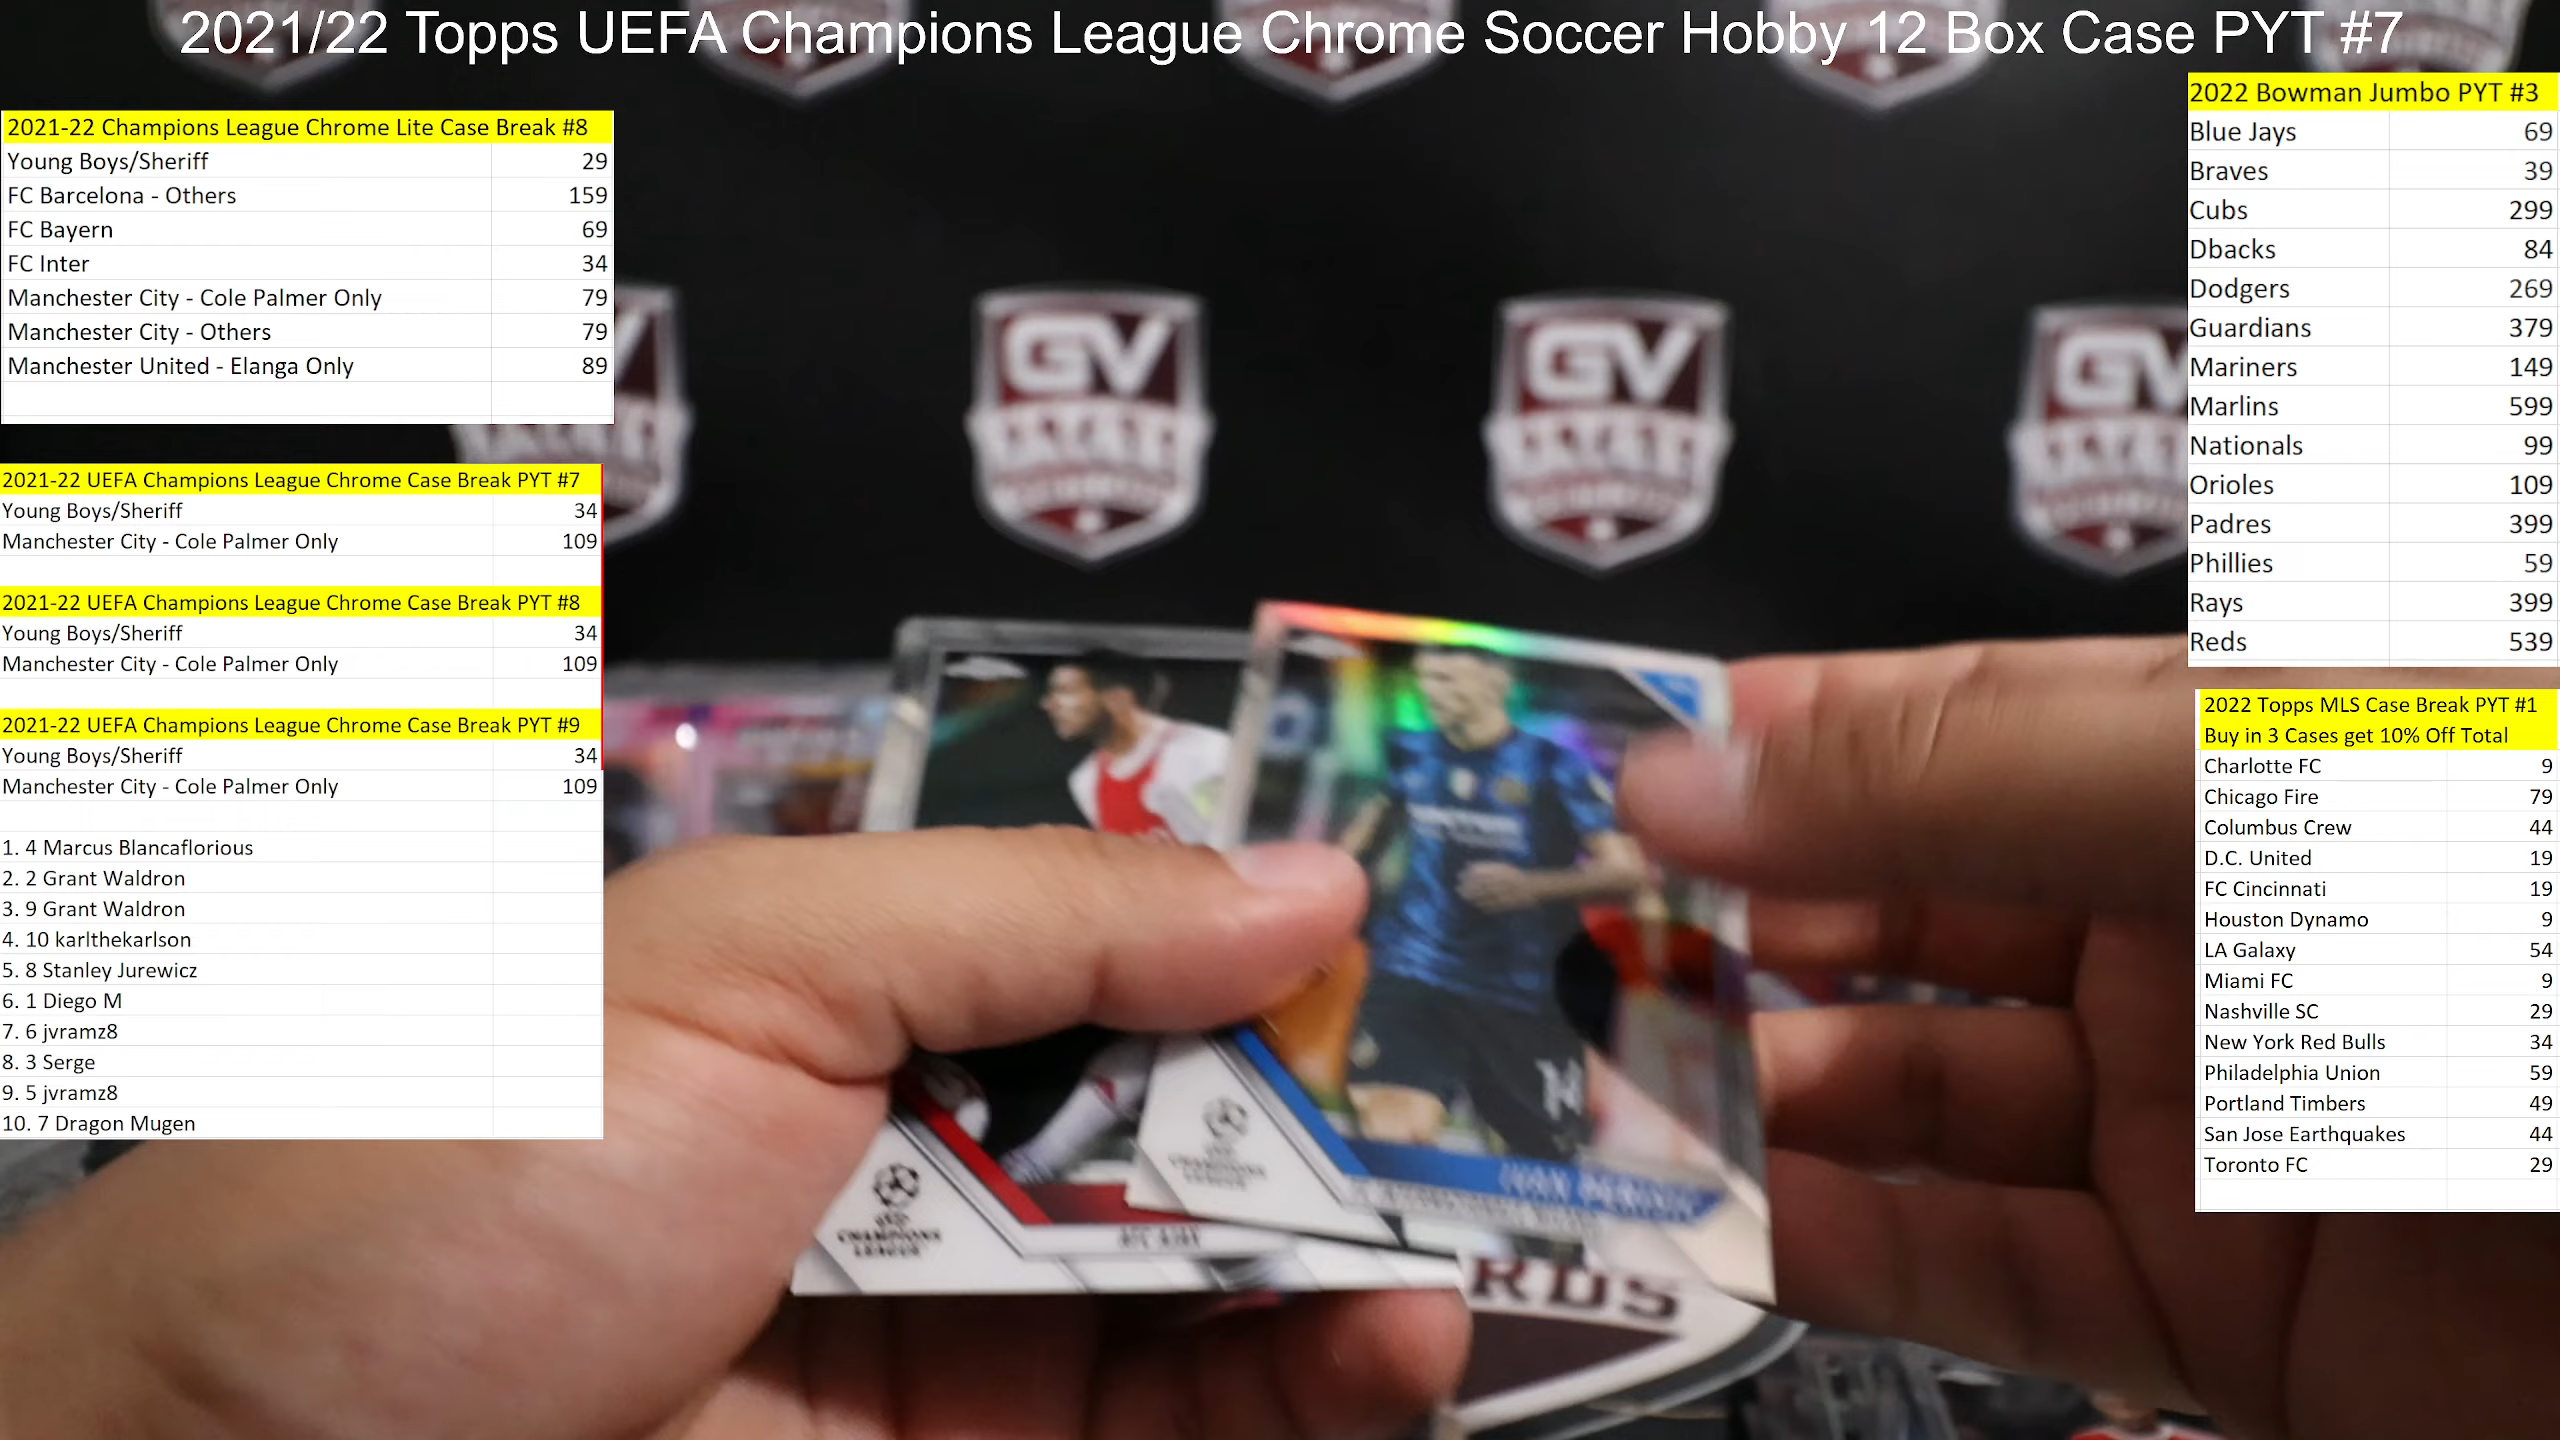 2021/22 Topps UEFA Champions League Chrome Soccer Hobby 12 Box Case PYT #7
2021-22 Champions League Chrome Lite Case Break #8
Young Boys/Sheriff 29
FC Barcelona - Others 159
FC Bayern 69
FC Inter 34
Manchester City - Cole Palmer Only 79
Manchester City - Others 79
Manchester United - Elanga Only 89
2021-22 UEFA Champions League Chrome Case Break PYT #7
Young Boys/Sheriff 34
Manchester City - Cole Palmer Only 109
2021-22 UEFA Champions League Chrome Case Break PYT #8
Young Boys/Sheriff 34
Manchester City - Cole Palmer Only 109
2021-22 UEFA Champions League Chrome Case Break PYT #9
Young Boys/Sheriff 34
Manchester City - Cole Palmer Only 109
1. 4 Marcus Blancaflorious
2. 2 Grant Waldron
3. 9 Grant Waldron
4. 10 karlthekarlson
5. 8 Stanley Jurewicz
6. 1 Diego M
7. 6 jvramz8
8. 3 Serge
9. 5 jvramz8
10. 7 Dragon Mugen
2022 Bowman Jumbo PYT #3
Blue Jays 69
Braves 39
Cubs 299
Dbacks 84
Dodgers 269
Guardians 379
Mariners 149
Marlins 599
Nationals 99
Orioles 109
Padres 399
Phillies 59
Rays 399
Reds 539
2022 Topps MLS Case Break PYT #1
Buy in 3 Cases get 10% Off Total
Charlotte FC 9
Chicago Fire 79
Columbus Crew 44
D.C. United 19
FC Cincinnati 19
Houston Dynamo 9
LA Galaxy 54
Miami FC 9
Nashville SC 29
New York Red Bulls 34
Philadelphia Union 59
Portland Timbers 49
San Jose Earthquakes 44
Toronto FC 29
GV
GV
GV
CHAMPIONS
LEAGUE
CHAMPIONS
LEAGUE
IVAN PERIŠIĆ
RDS